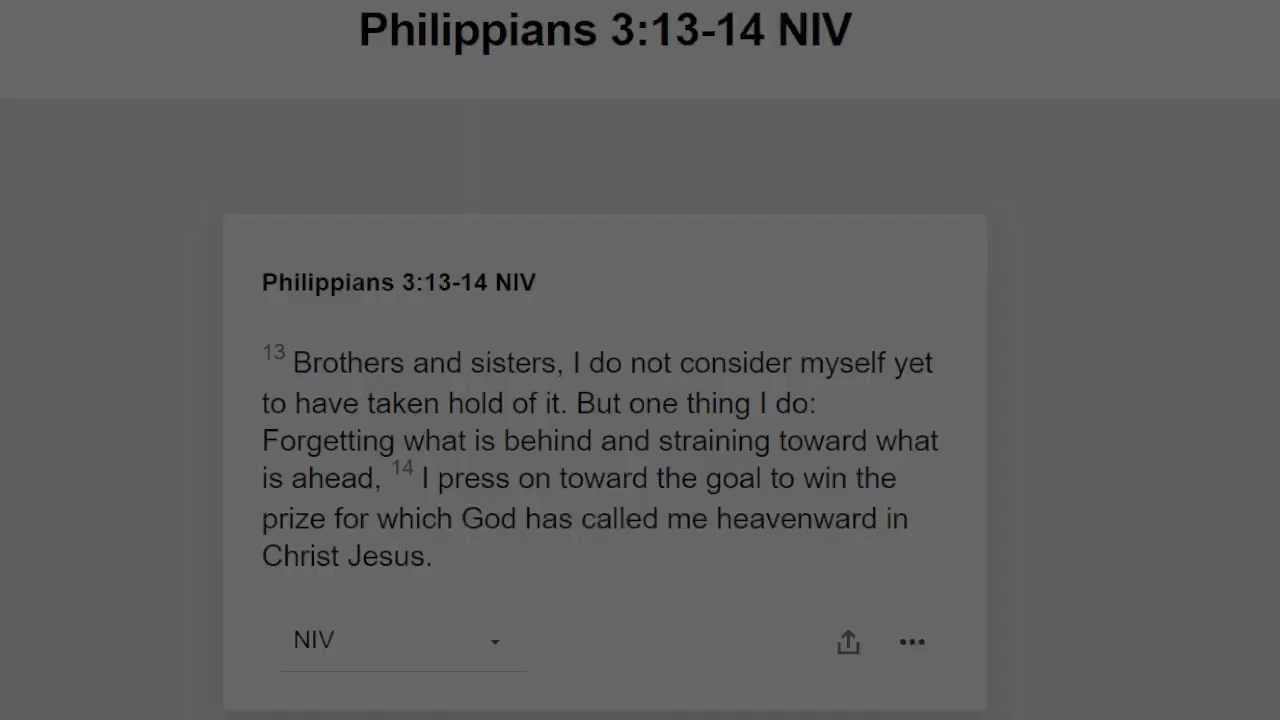 Philippians 3:13-14 NIV
Philippians 3:13-14 NIV
13 Brothers and sisters, I do not consider myself yet
to have taken hold of it. But one thing I do:
Forgetting what is behind and straining toward what
is ahead, 14 I press on toward the goal to win the
prize for which God has called me heavenward in
Christ Jesus.
NIV